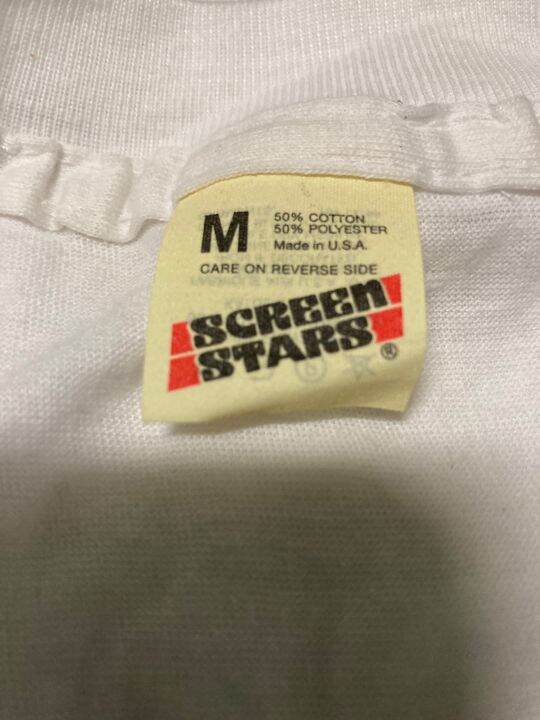 M
50% COTTON
50% POLYESTER
Made in U.S.A.
CARE ON REVERSE SIDE
SCREEN
STARS®